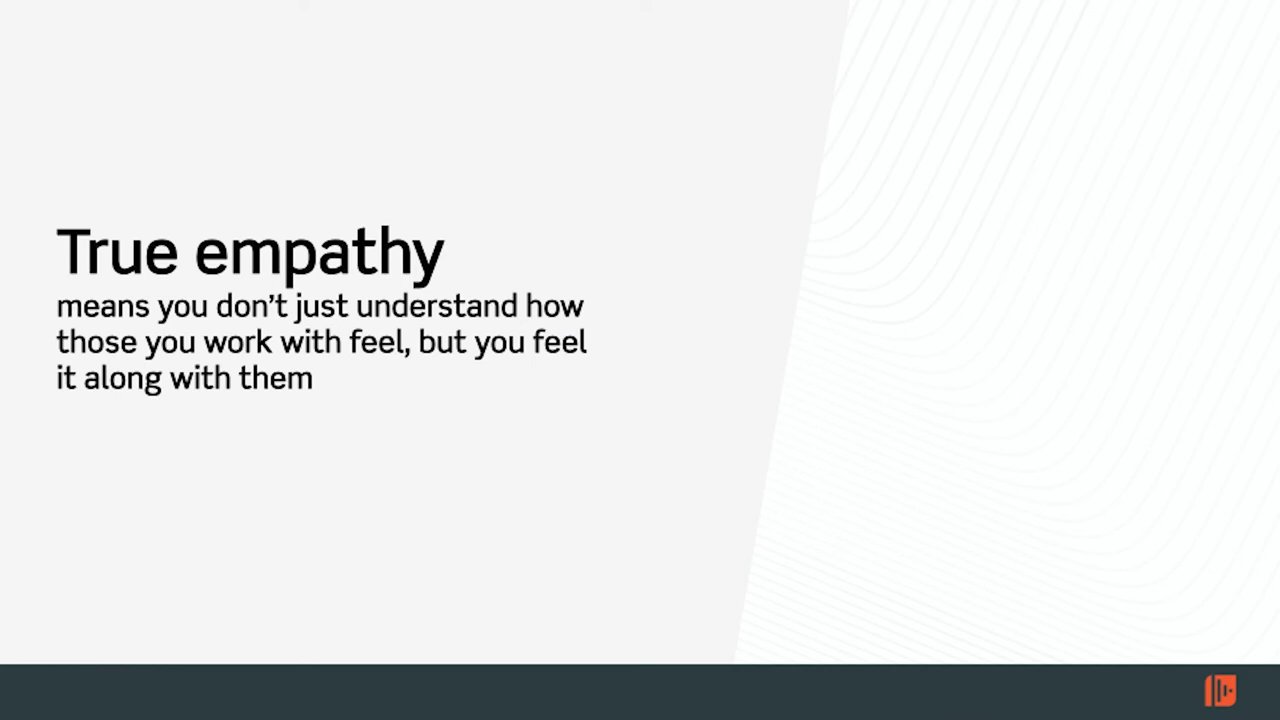 True empathy
means you don’t just understand how
those you work with feel, but you feel
it along with them